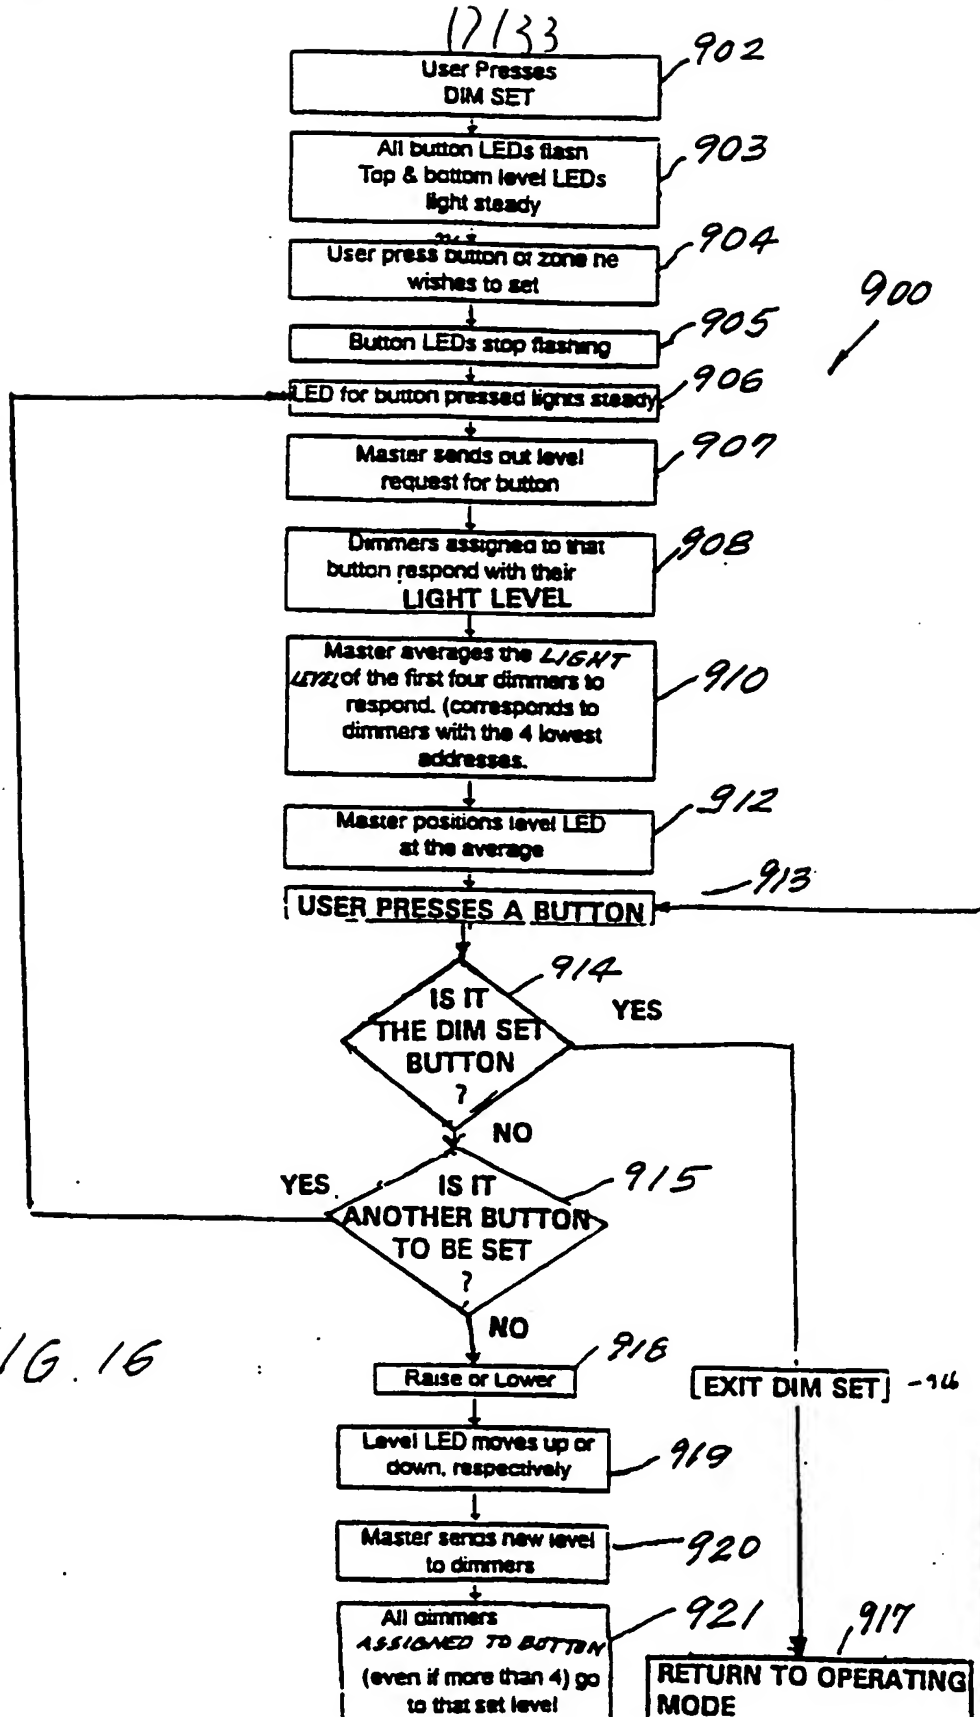 17133
User Presses
DIM SET
902
All button LEDs flash
Top & bottom level LEDs
light steady
903
User press button of zone he
wishes to set
904
900
Button LEDs stop flashing
905
LED for button pressed lights steady
906
Master sends out level
request for button
907
Dimmers assigned to that
button respond with their
LIGHT LEVEL
908
Master averages the LIGHT
LEVEL of the first four dimmers to
respond. (corresponds to
dimmers with the 4 lowest
addresses.
910
Master positions level LED
at the average
912
USER PRESSES A BUTTON
913
IS IT
THE DIM SET
BUTTON
?
914
YES
NO
IS IT
ANOTHER BUTTON
TO BE SET
?
915
YES
NO
IG. 16
Raise or Lower
918
EXIT DIM SET
Level LED moves up or
down, respectively
919
Master sends new level
to dimmers
920
All dimmers
ASSIGNED TO BUTTON
(even if more than 4) go
to that set level
921
RETURN TO OPERATING
MODE
917